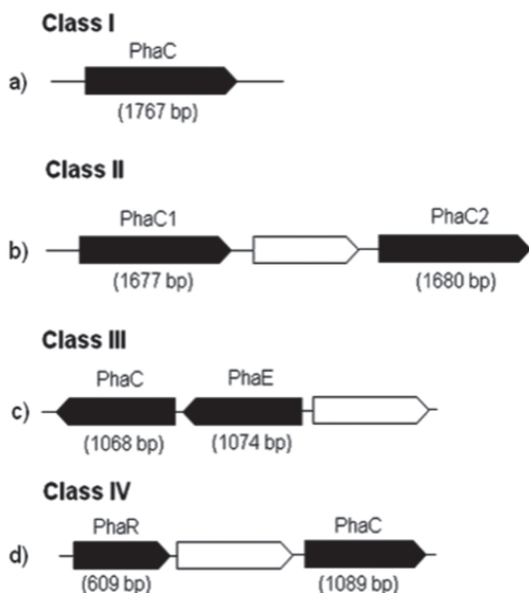 Class I
PhaC
a)
(1767 bp)
Class II
PhaC1 PhaC2
b)
(1677 bp) (1680 bp)
Class III
PhaC PhaE
c)
(1068 bp) (1074 bp)
Class IV
PhaR PhaC
d)
(609 bp) (1089 bp)